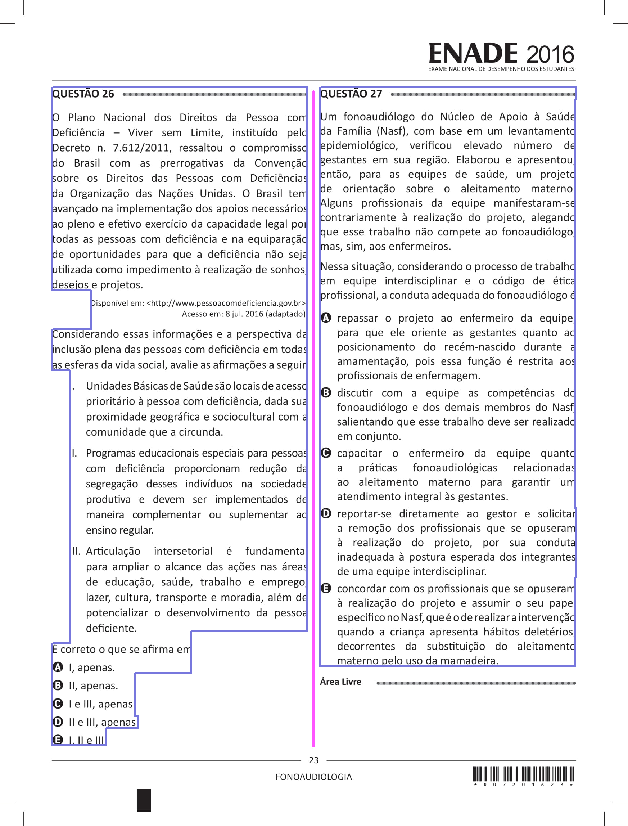 ENADE 2016
EXAME NACIONAL DE DESEMPENHO DOS ESTUDANTES
QUESTÃO 26
O Plano Nacional dos Direitos da Pessoa com
Deficiência – Viver sem Limite, instituído pelo
Decreto n. 7.612/2011, ressaltou o compromisso
do Brasil com as prerrogativas da Convenção
sobre os Direitos das Pessoas com Deficiências
da Organização das Nações Unidas. O Brasil tem
avançado na implementação dos apoios necessários
ao pleno e efetivo exercício da capacidade legal por
todas as pessoas com deficiência e na equiparação
de oportunidades para que a deficiência não seja
utilizada como impedimento à realização de sonhos,
desejos e projetos.
Disponível em: <http://www.pessoacomdeficiencia.gov.br>
Acesso em: 8 jul. 2016 (adaptado)
Considerando essas informações e a perspectiva da
inclusão plena das pessoas com deficiência em todas
as esferas da vida social, avalie as afirmações a seguir
I. Unidades Básicas de Saúde são locais de acesso
prioritário à pessoa com deficiência, dada sua
proximidade geográfica e sociocultural com a
comunidade que a circunda.
I. Programas educacionais especiais para pessoas
com deficiência proporcionam redução da
segregação desses indivíduos na sociedade
produtiva e devem ser implementados de
maneira complementar ou suplementar ao
ensino regular.
II. Articulação intersetorial é fundamental
para ampliar o alcance das ações nas áreas
de educação, saúde, trabalho e emprego,
lazer, cultura, transporte e moradia, além de
potencializar o desenvolvimento da pessoa
deficiente.
É correto o que se afirma em
A I, apenas.
B II, apenas.
C I e III, apenas
D II e III, apenas
E I, II e III
QUESTÃO 27
Um fonoaudiólogo do Núcleo de Apoio à Saúde
da Família (Nasf), com base em um levantamento
epidemiológico, verificou elevado número de
gestantes em sua região. Elaborou e apresentou,
então, para as equipes de saúde, um projeto
de orientação sobre o aleitamento materno.
Alguns profissionais da equipe manifestaram-se
contrariamente à realização do projeto, alegando
que esse trabalho não compete ao fonoaudiólogo,
mas, sim, aos enfermeiros.
Nessa situação, considerando o processo de trabalho
em equipe interdisciplinar e o código de ética
profissional, a conduta adequada do fonoaudiólogo é
A repassar o projeto ao enfermeiro da equipe,
para que ele oriente as gestantes quanto ao
posicionamento do recém-nascido durante a
amamentação, pois essa função é restrita aos
profissionais de enfermagem.
B discutir com a equipe as competências do
fonoaudiólogo e dos demais membros do Nasf,
salientando que esse trabalho deve ser realizado
em conjunto.
C capacitar o enfermeiro da equipe quanto
a práticas fonoaudiológicas relacionadas
ao aleitamento materno para garantir um
atendimento integral às gestantes.
D reportar-se diretamente ao gestor e solicitar
a remoção dos profissionais que se opuseram
à realização do projeto, por sua conduta
inadequada à postura esperada dos integrantes
de uma equipe interdisciplinar.
E concordar com os profissionais que se opuseram
à realização do projeto e assumir o seu papel
específico no Nasf, que é o de realizar a intervenção
quando a criança apresenta hábitos deletérios,
decorrentes da substituição do aleitamento
materno pelo uso da mamadeira.
Área Livre
23
FONOAUDIOLOGIA